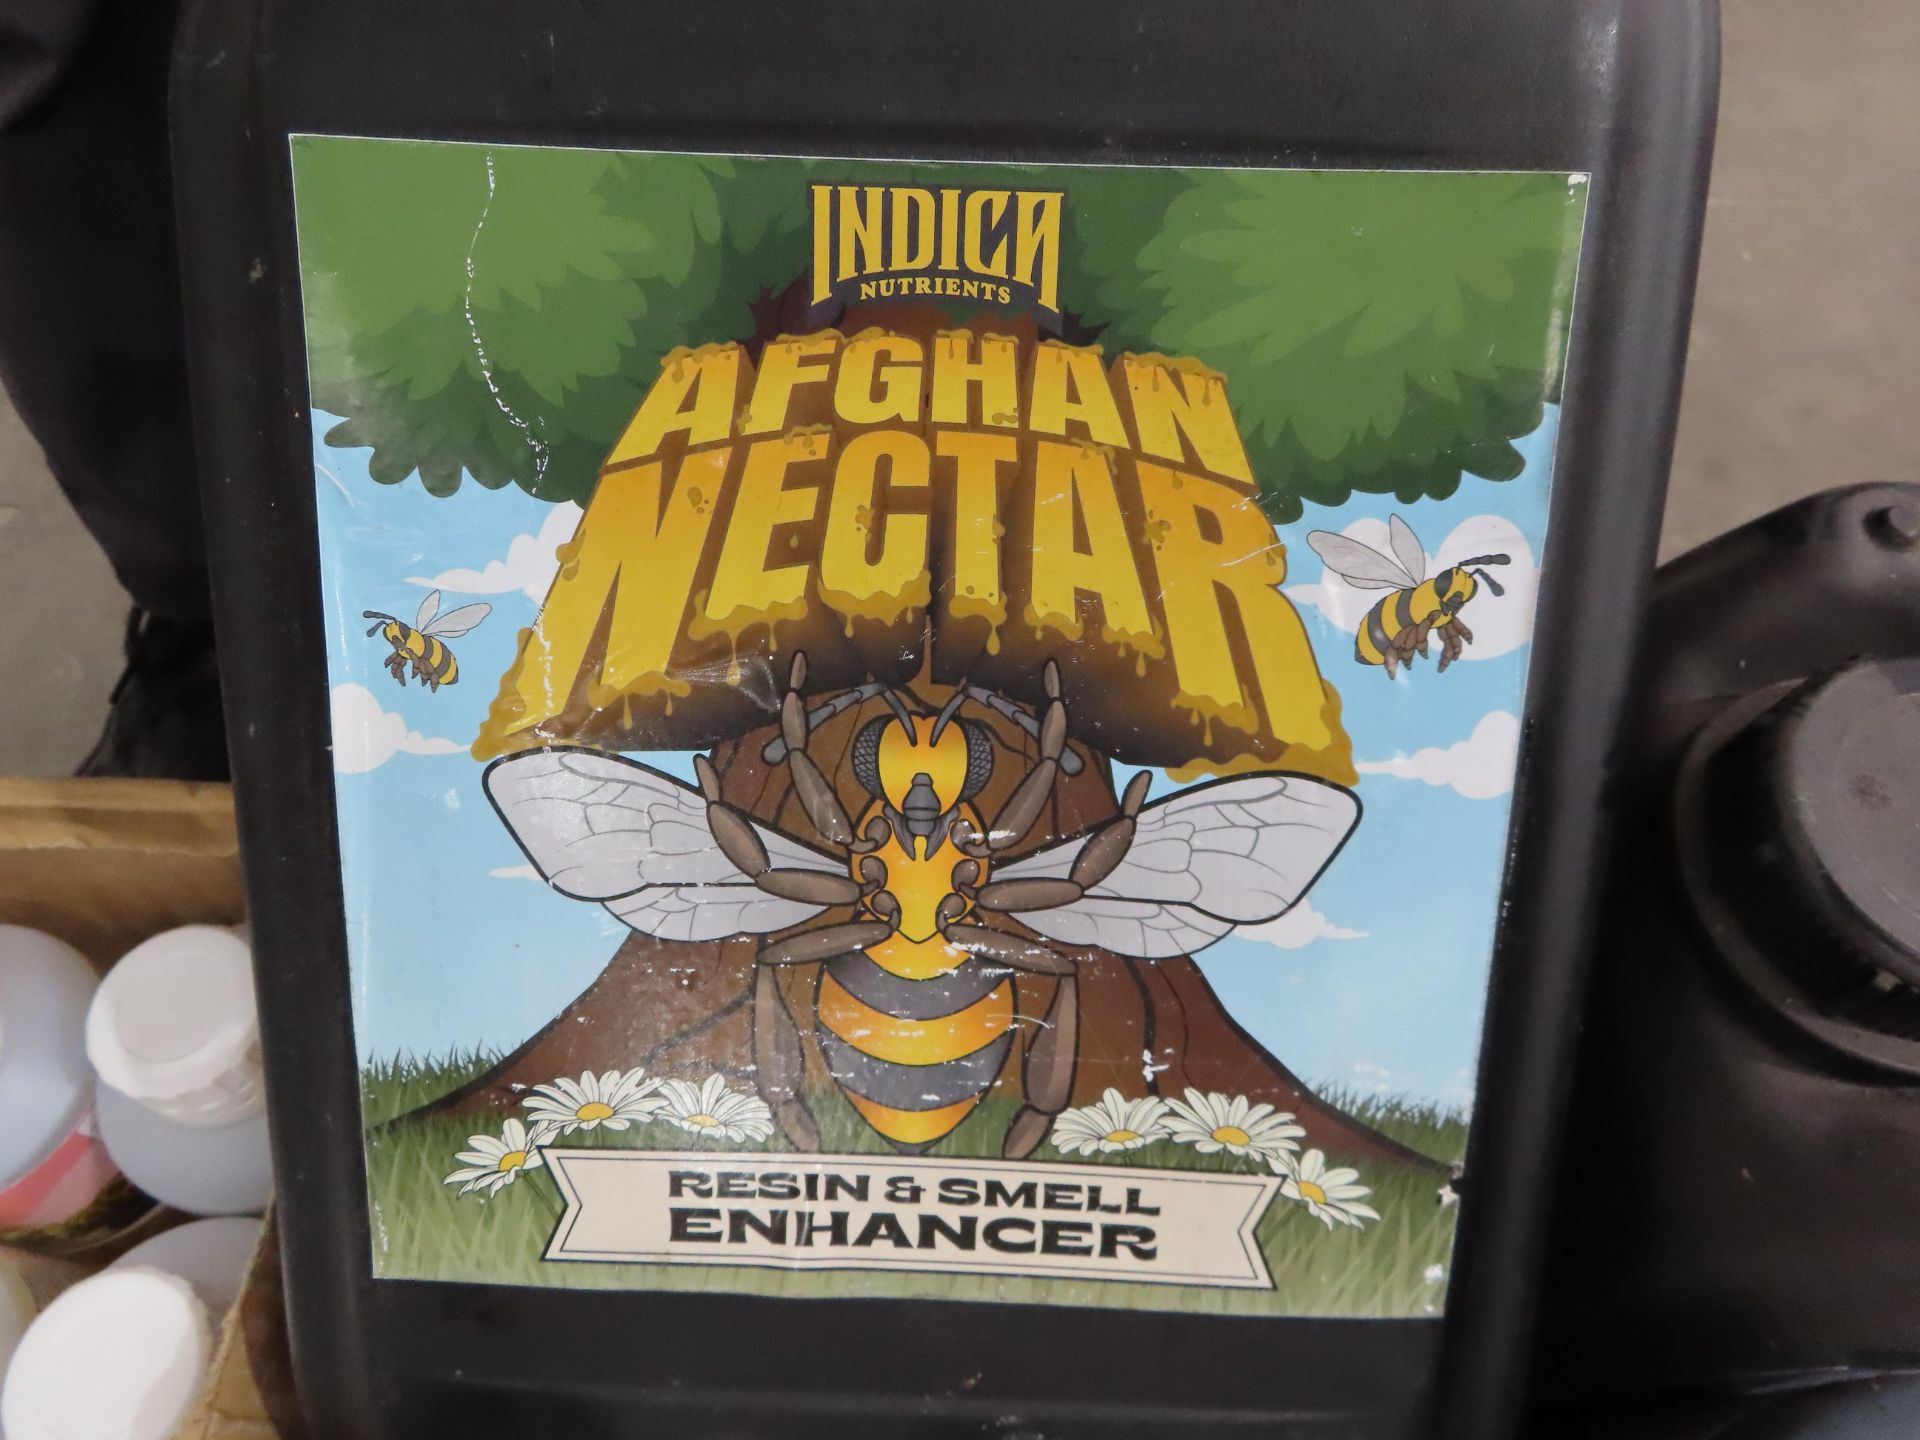 INDICA
NUTRIENTS
AFGHAN
NECTAR
RESIN & SMELL
ENHANCER